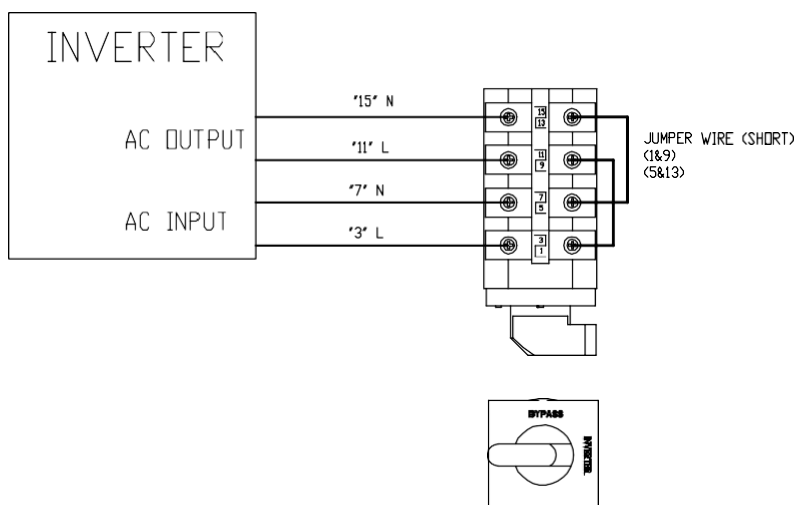 INVERTER
AC OUTPUT
AC INPUT
"15" N
"11" L
"7" N
"3" L
15
13
11
9
7
5
3
1
JUMPER WIRE (SHORT)
(1&9)
(5&13)
BYPASS
INVERTER